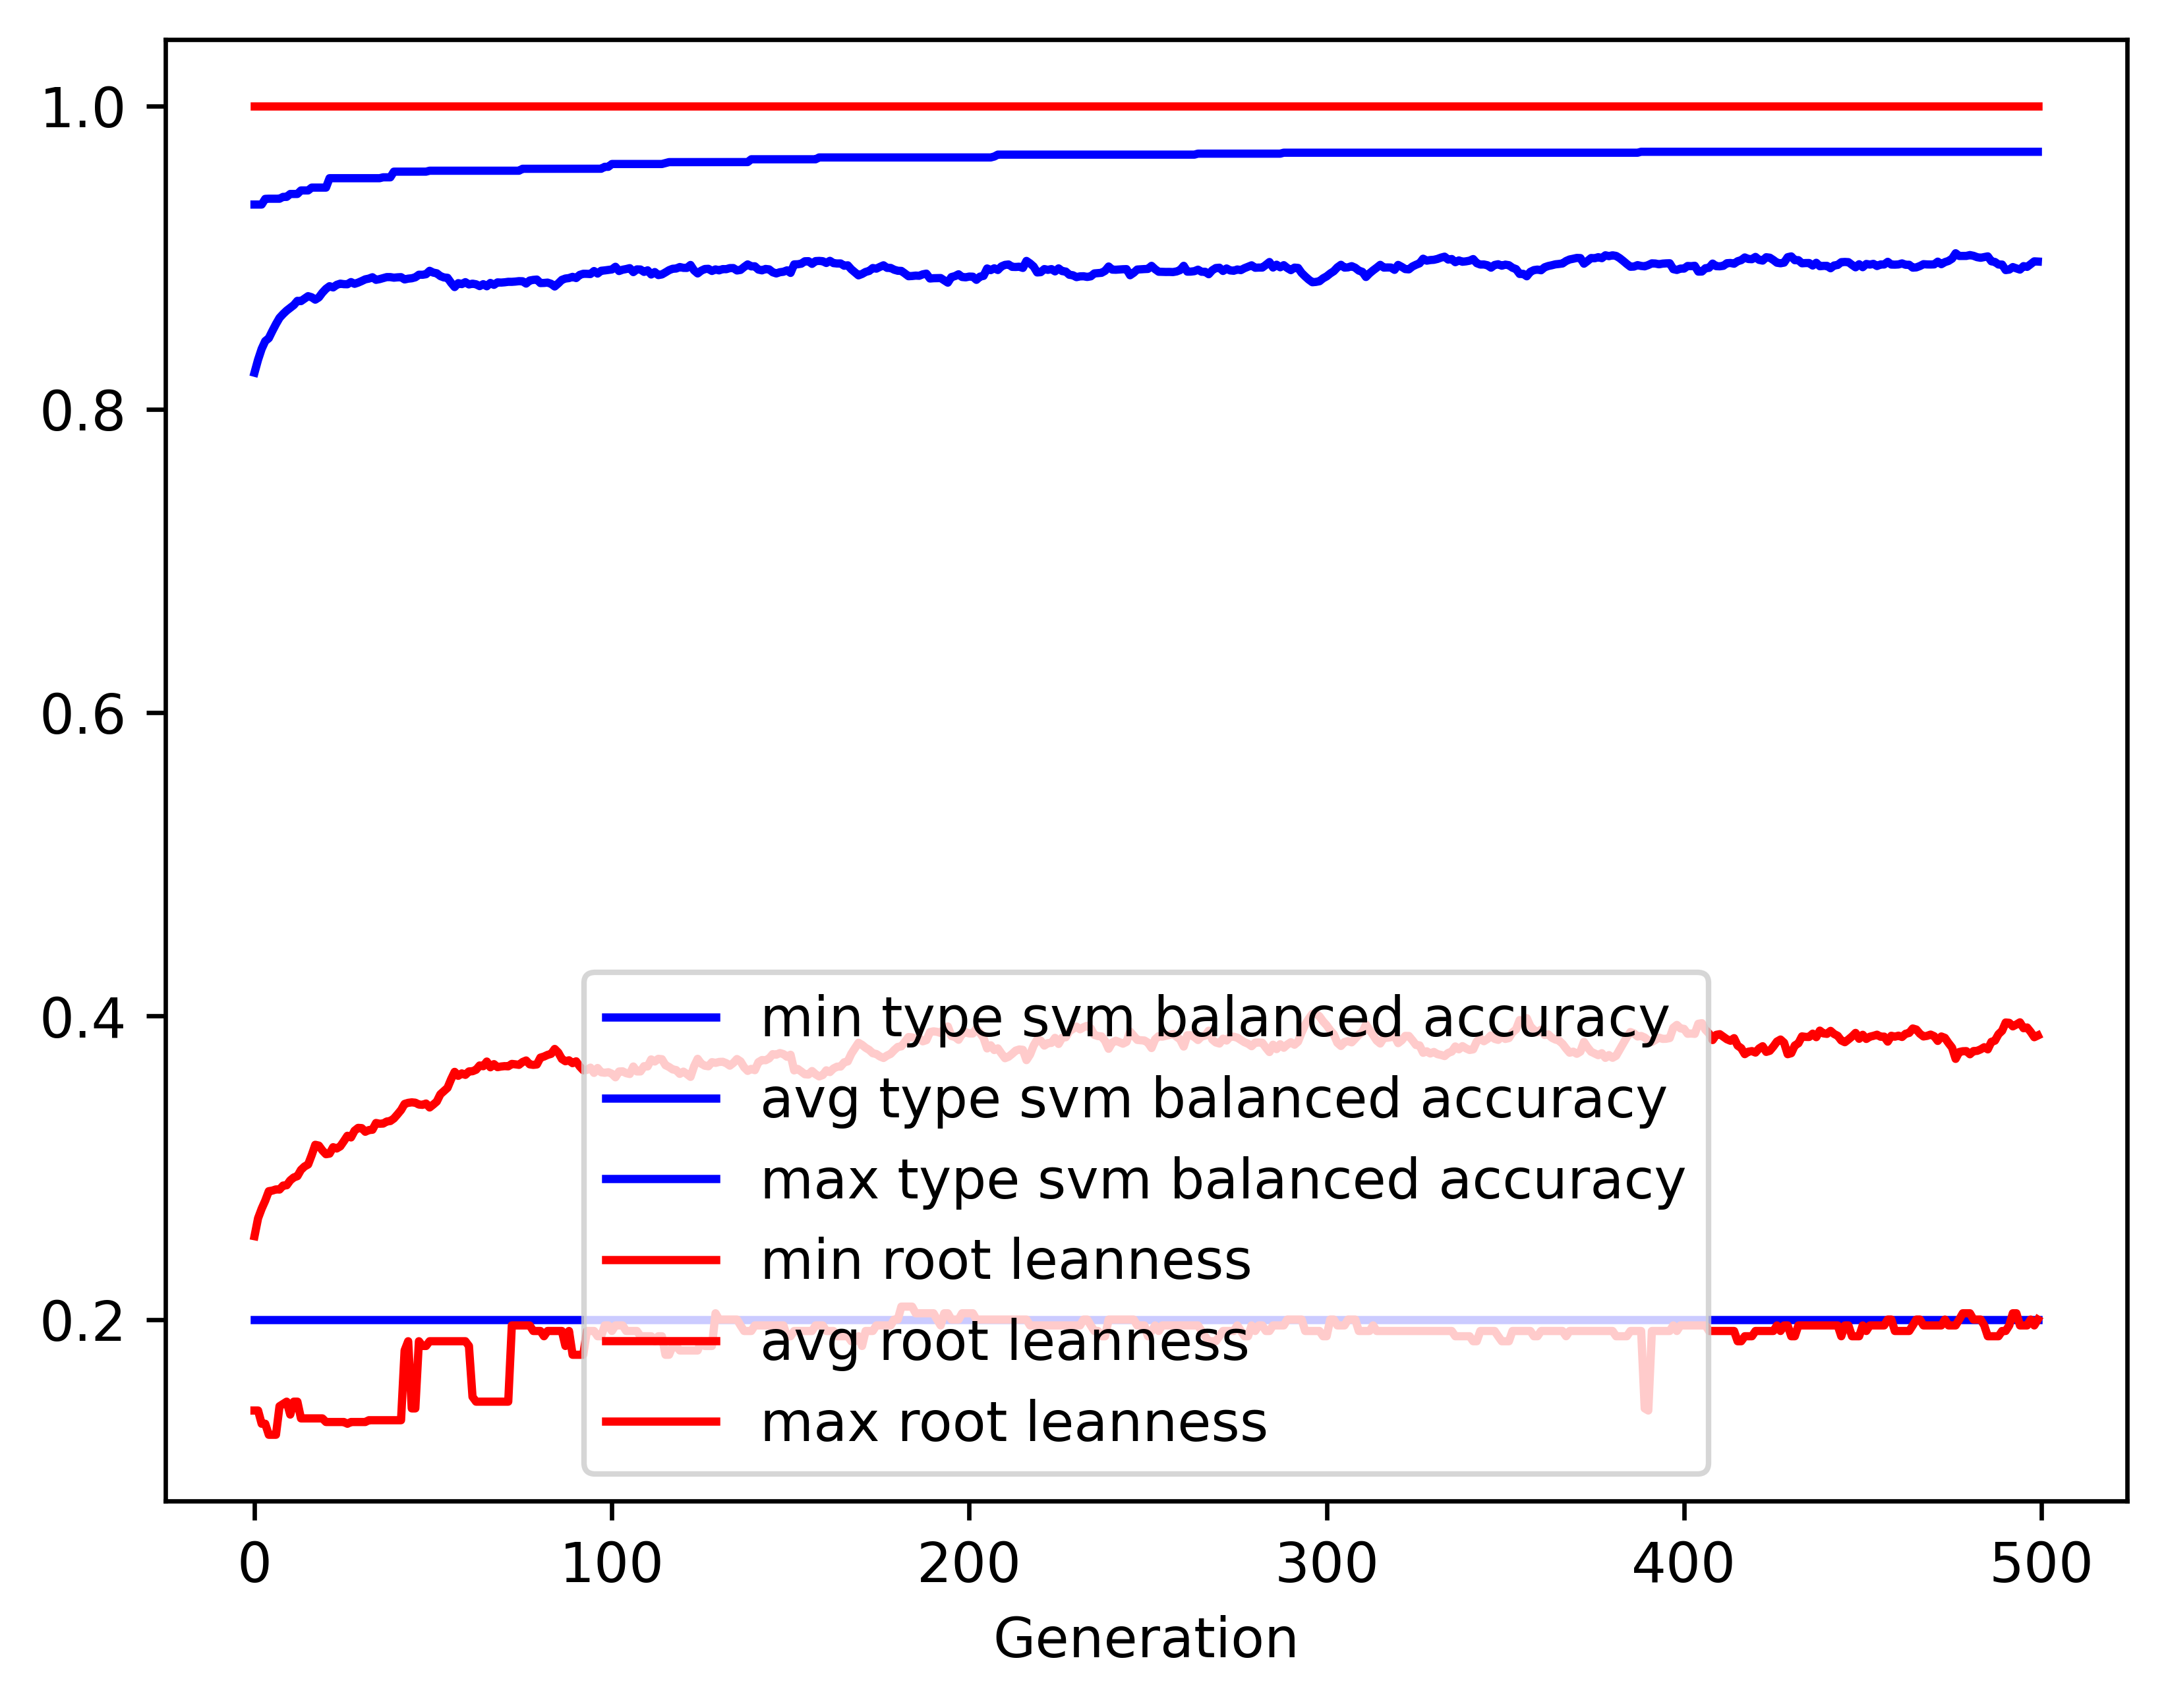 1.0
0.8
0.6
0.4
0.2
min type svm balanced accuracy
avg type svm balanced accuracy
max type svm balanced accuracy
min root leanness
avg root leanness
max root leanness
0 100 200 300 400 500
Generation